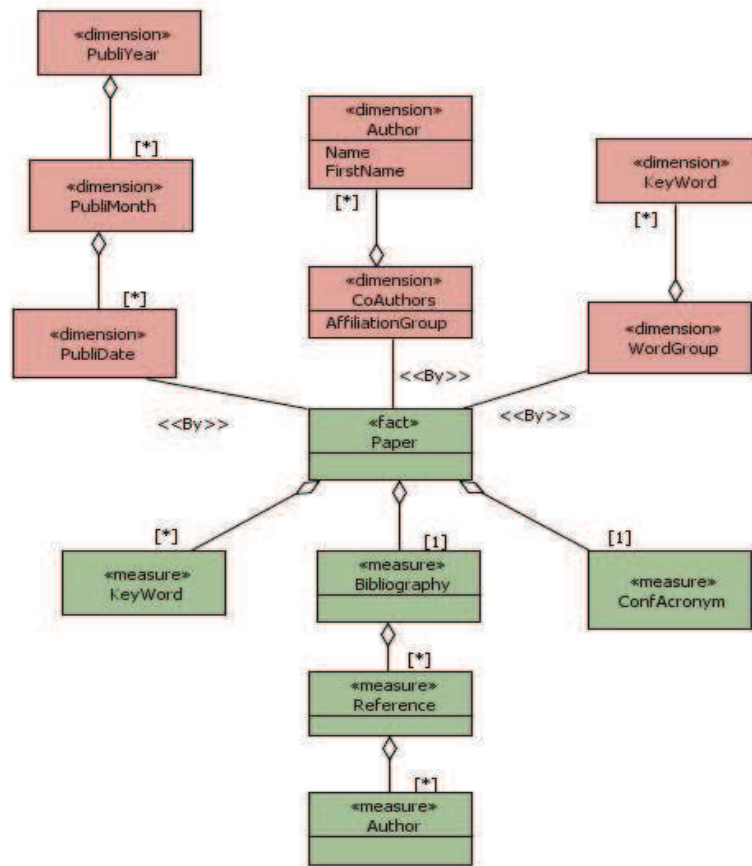 «dimension»
PubliYear
[*]
«dimension»
PubliMonth
[*]
«dimension»
PubliDate
«dimension»
Author
Name
FirstName
[*]
«dimension»
CoAuthors
AffiliationGroup
«dimension»
KeyWord
[*]
«dimension»
WordGroup
<<By>>
<<By>>
<<By>>
«fact»
Paper
[*]
«measure»
KeyWord
[1]
«measure»
Bibliography
[1]
«measure»
ConfAcronym
[*]
«measure»
Reference
[*]
«measure»
Author